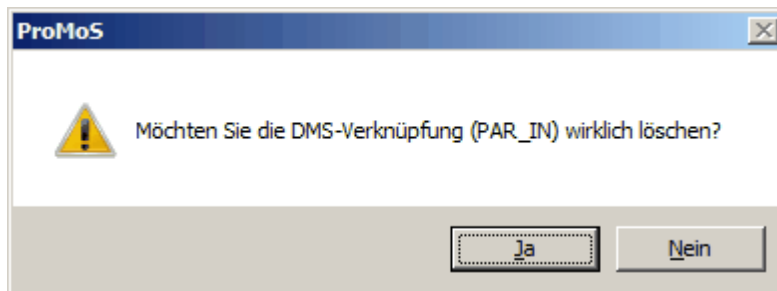 ProMoS
Möchten Sie die DMS-Verknüpfung (PAR_IN) wirklich löschen?
Ja
Nein